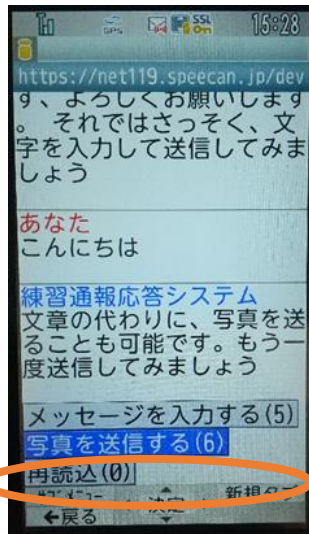 GPS SSL On 15:28
https://net119.speecan.jp/dev
す、よろしくお願いします
。 それではさっそく、文
字を入力して送信してみま
しょう
あなた
こんにちは
練習通報応答システム
文章の代わりに、写真を送
ることも可能です。もう一
度送信してみましょう
メッセージを入力する(5)
写真を送信する(6)
再読込(0)
決定 新規タブ
←戻る